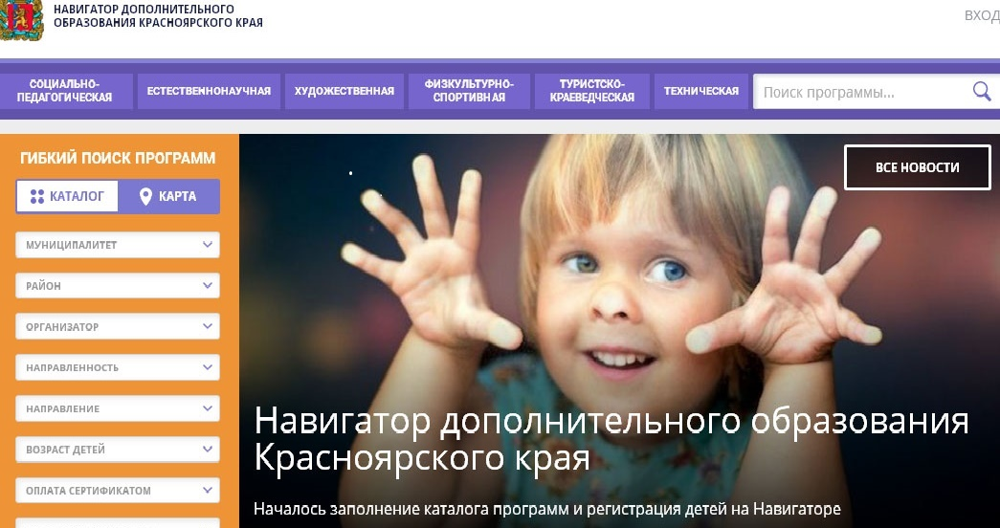 НАВИГАТОР ДОПОЛНИТЕЛЬНОГО
ОБРАЗОВАНИЯ КРАСНОЯРСКОГО КРАЯ
ВХОД
СОЦИАЛЬНО-
ПЕДАГОГИЧЕСКАЯ
ЕСТЕСТВЕННОНАУЧНАЯ
ХУДОЖЕСТВЕННАЯ
ФИЗКУЛЬТУРНО-
СПОРТИВНАЯ
ТУРИСТСКО-
КРАЕВЕДЧЕСКАЯ
ТЕХНИЧЕСКАЯ
Поиск программы...
ГИБКИЙ ПОИСК ПРОГРАММ
КАТАЛОГ
КАРТА
МУНИЦИПАЛИТЕТ
РАЙОН
ОРГАНИЗАТОР
НАПРАВЛЕННОСТЬ
НАПРАВЛЕНИЕ
ВОЗРАСТ ДЕТЕЙ
ОПЛАТА СЕРТИФИКАТОМ
ВСЕ НОВОСТИ
Навигатор дополнительного образования
Красноярского края
Началось заполнение каталога программ и регистрация детей на Навигаторе